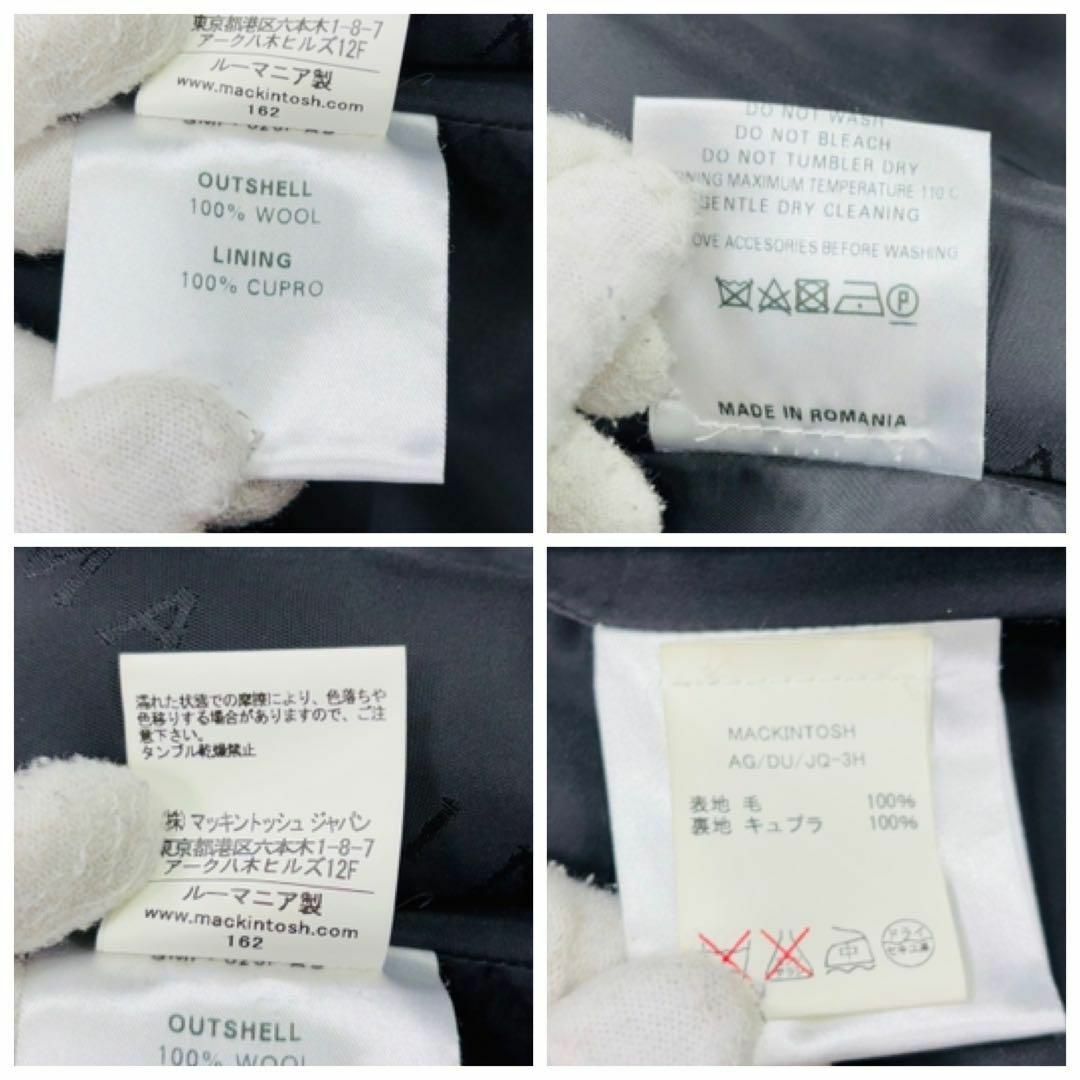 東京都港区六本木1-8-7
アーク八木ヒルズ12F
ルーマニア製
www.mackintosh.com
162
OUTSHELL
100% WOOL
LINING
100% CUPRO
DO NOT WASH
DO NOT BLEACH
DO NOT TUMBLER DRY
MAXIMUM TEMPERATURE 110 C
GENTLE DRY CLEANING
ACCESORIES BEFORE WASHING
P
MADE IN ROMANIA
濡れた状態での摩擦により、色落ちや
色移りする場合がありますので、ご注
意下さい。
タンブル乾燥禁止
(株)マッキントッシュ ジャパン
東京都港区六本木1-8-7
アーク八木ヒルズ12F
ルーマニア製
www.mackintosh.com
162
OUTSHELL
100% WOOL
MACKINTOSH
AG/DU/JQ-3H
表地 毛 100%
裏地 キュプラ 100%
中
ドライ
セキユ系